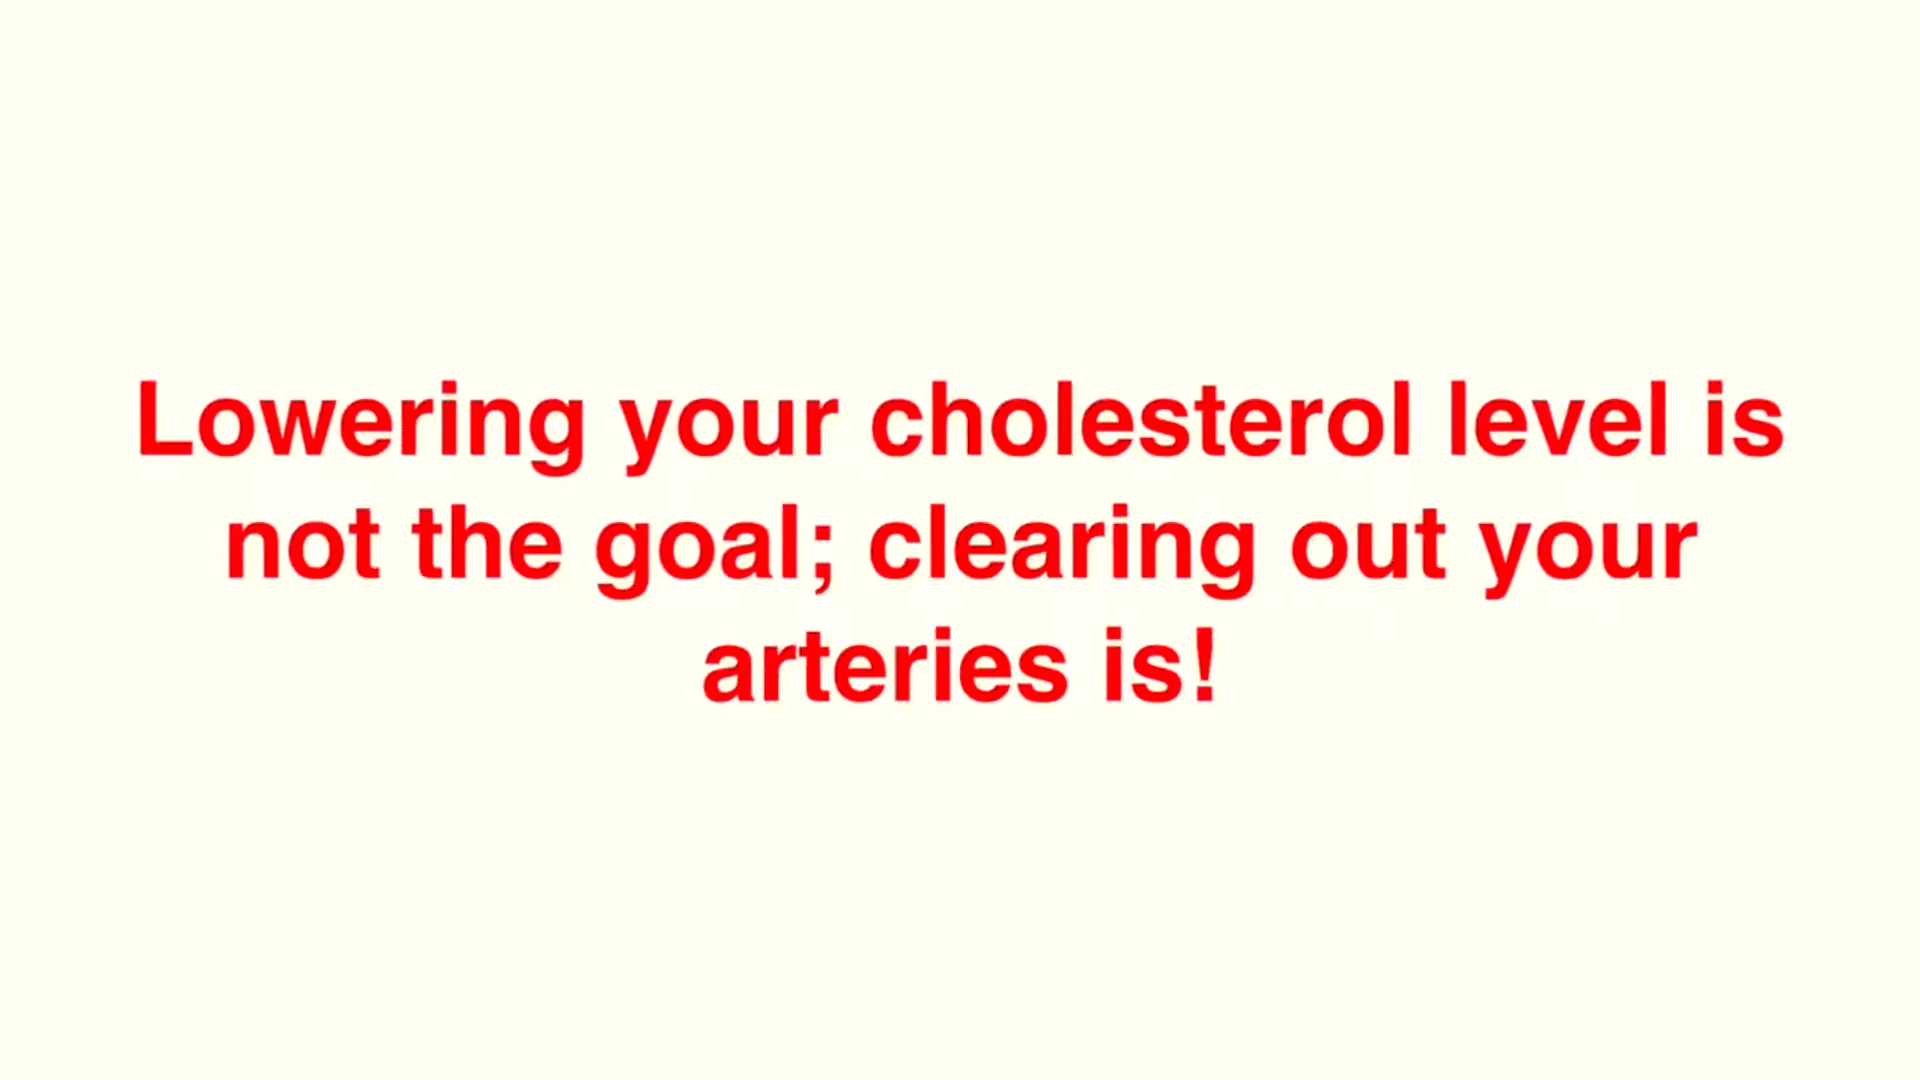 Lowering your cholesterol level is
not the goal; clearing out your
arteries is!